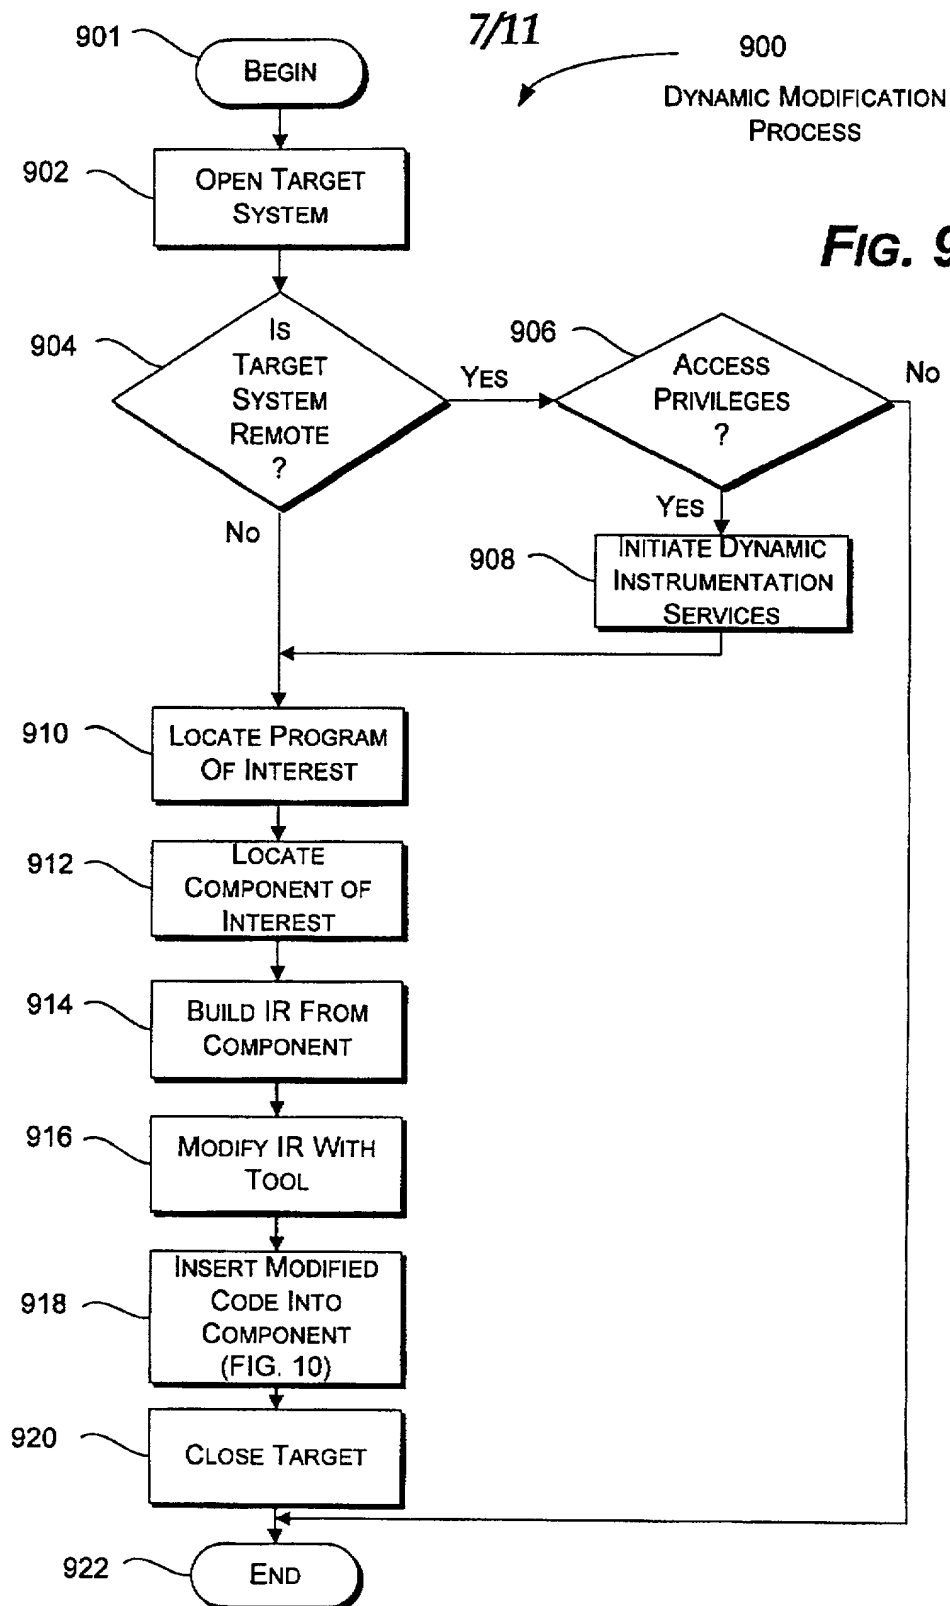 7/11
901
BEGIN
900
DYNAMIC MODIFICATION
PROCESS
902
OPEN TARGET
SYSTEM
FIG. 9
904
IS
TARGET
SYSTEM
REMOTE
?
YES
NO
906
ACCESS
PRIVILEGES
?
NO
YES
908
INITIATE DYNAMIC
INSTRUMENTATION
SERVICES
910
LOCATE PROGRAM
OF INTEREST
912
LOCATE
COMPONENT OF
INTEREST
914
BUILD IR FROM
COMPONENT
916
MODIFY IR WITH
TOOL
918
INSERT MODIFIED
CODE INTO
COMPONENT
(FIG. 10)
920
CLOSE TARGET
922
END